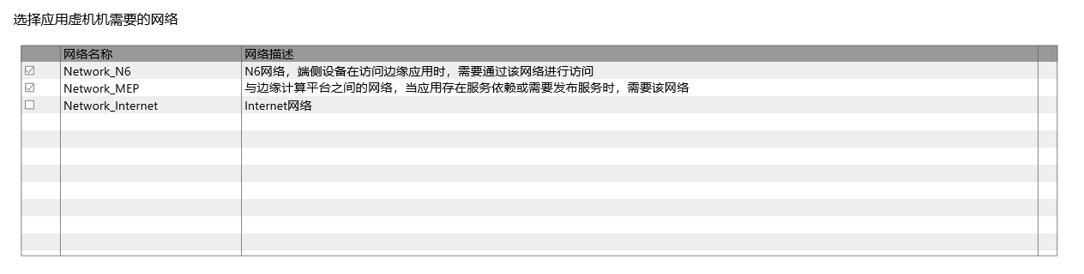 选择应用虚机机需要的网络
网络名称 网络描述
Network_N6 N6网络，端侧设备在访问边缘应用时，需要通过该网络进行访问
Network_MEP 与边缘计算平台之间的网络，当应用存在服务依赖或需要发布服务时，需要该网络
Network_Internet Internet网络